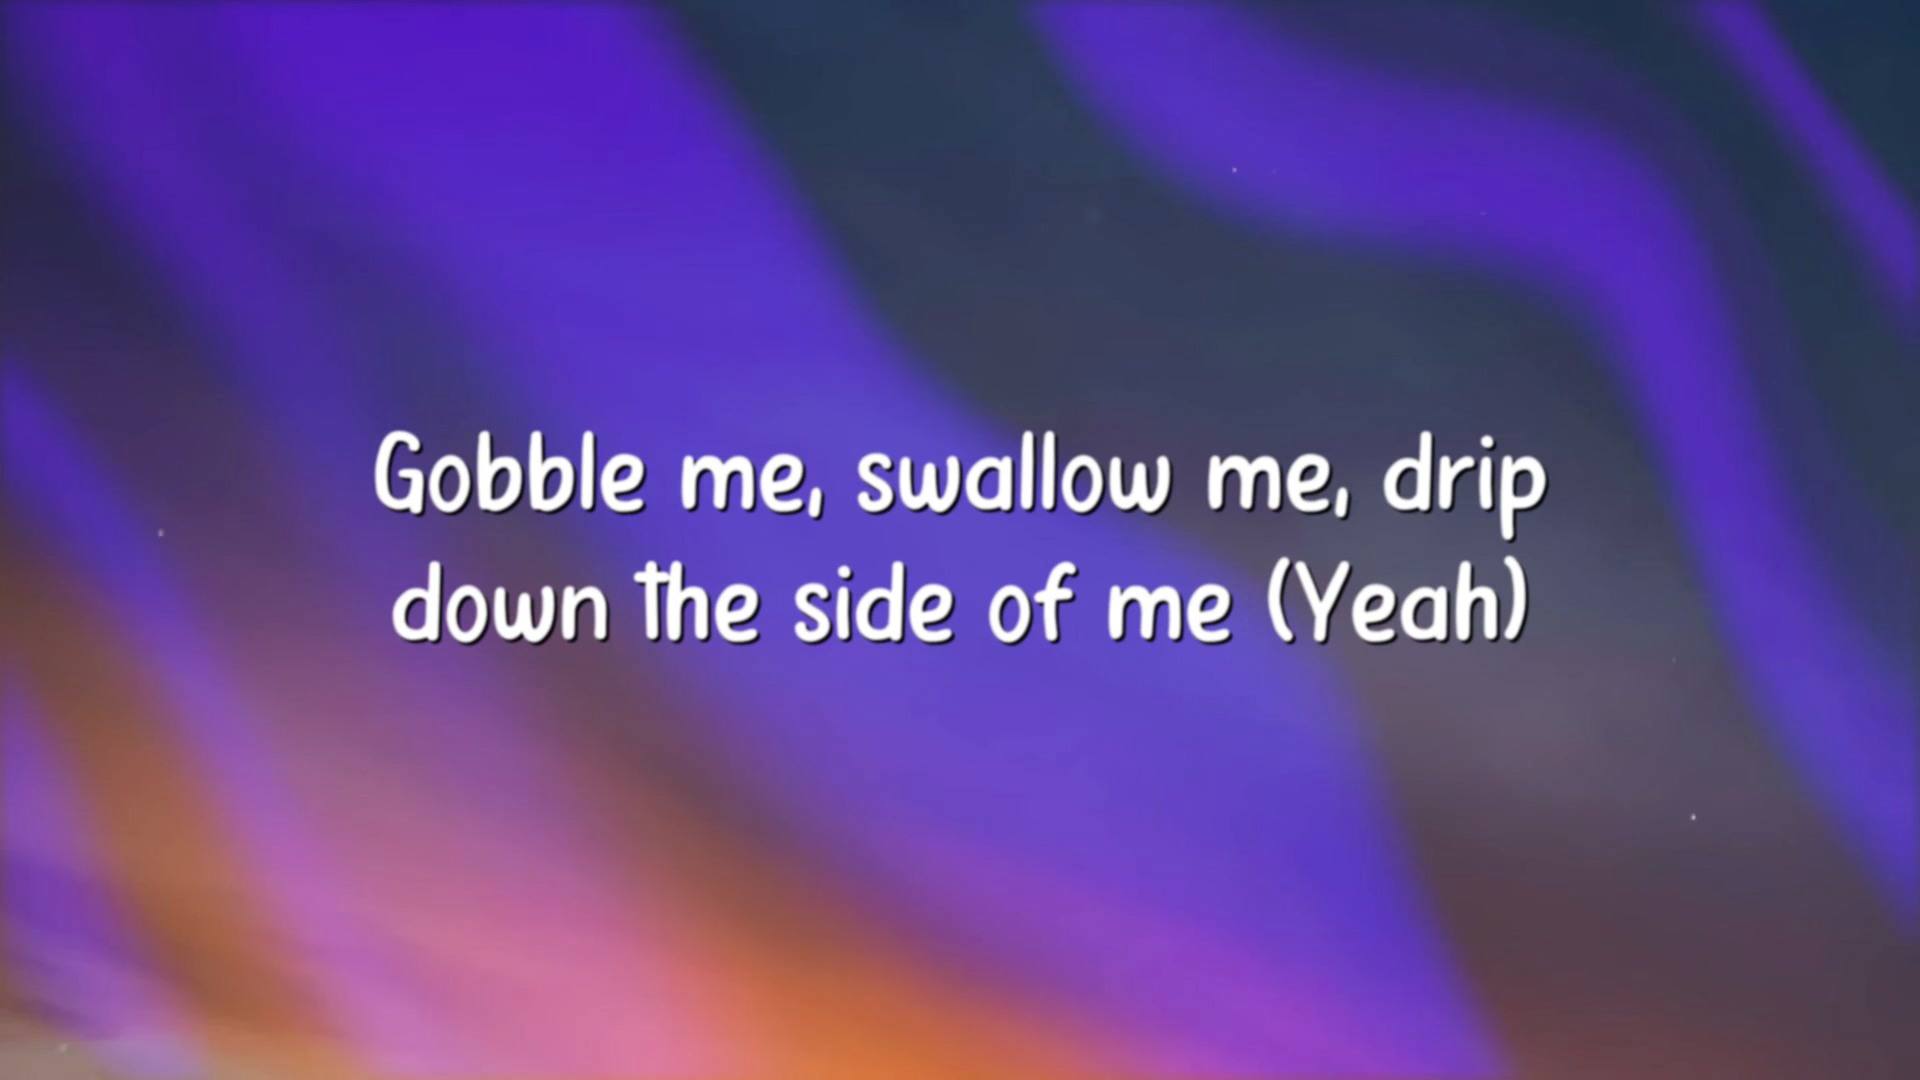 Gobble me, swallow me, drip
down the side of me (Yeah)